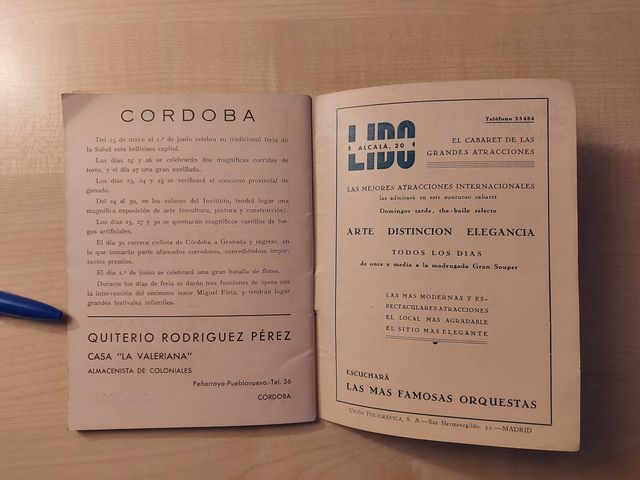 CORDOBA
Del 25 de mayo al 1.º de junio celebra su tradicional feria de
la Salud esta bellísima capital.
Los días 25 y 26 se celebrarán dos magníficas corridas de
toros, y el día 27 una gran novillada.
Los días 23, 24 y 25 se verificará el concurso provincial de
ganado.
Del 24 al 30, en los salones del Instituto, tendrá lugar una
magnífica exposición de arte (escultura, pintura y construcción).
Los días 25, 27 y 30 se quemarán magníficos castillos de fue-
gos artificiales.
El día 30 carrera ciclista de Córdoba a Granada y regreso, en
la que tomarán parte afamados corredores, concediéndose impor-
tantes premios.
El día 1.º de junio se celebrará una gran batalla de flores.
Durante los días de feria se darán tres funciones de ópera con
la intervención del eminente tenor Miguel Fleta, y tendrán lugar
grandes festivales infantiles.
QUITERIO RODRIGUEZ PÉREZ
CASA "LA VALERIANA"
ALMACENISTA DE COLONIALES
Peñarroya-Pueblonuevo.-Tel. 36
CÓRDOBA
Teléfono 25484
LIDO
ALCALÁ, 20
EL CABARET DE LAS
GRANDES ATRACCIONES
LAS MEJORES ATRACCIONES INTERNACIONALES
las admirará en este suntuoso cabaret
Domingos tarde, the-baile selecto
ARTE DISTINCION ELEGANCIA
TODOS LOS DIAS
de once y media a la madrugada Gran Souper
LAS MAS MODERNAS Y ES-
PECTACULARES ATRACCIONES
EL LOCAL MAS AGRADABLE
EL SITIO MAS ELEGANTE
ESCUCHARÁ
LAS MAS FAMOSAS ORQUESTAS
UNIÓN POLIGRÁFICA, S. A.—San Hermenegildo, 32.—MADRID